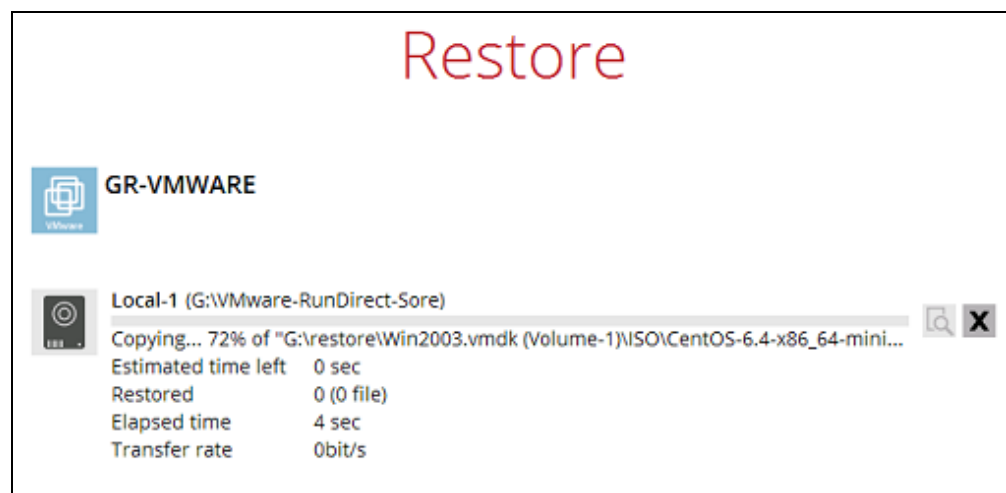 Restore
GR-VMWARE
VMware
Local-1 (G:\VMware-RunDirect-Sore)
Copying... 72% of "G:\restore\Win2003.vmdk (Volume-1)\ISO\CentOS-6.4-x86_64-mini...
Estimated time left 0 sec
Restored 0 (0 file)
Elapsed time 4 sec
Transfer rate 0bit/s